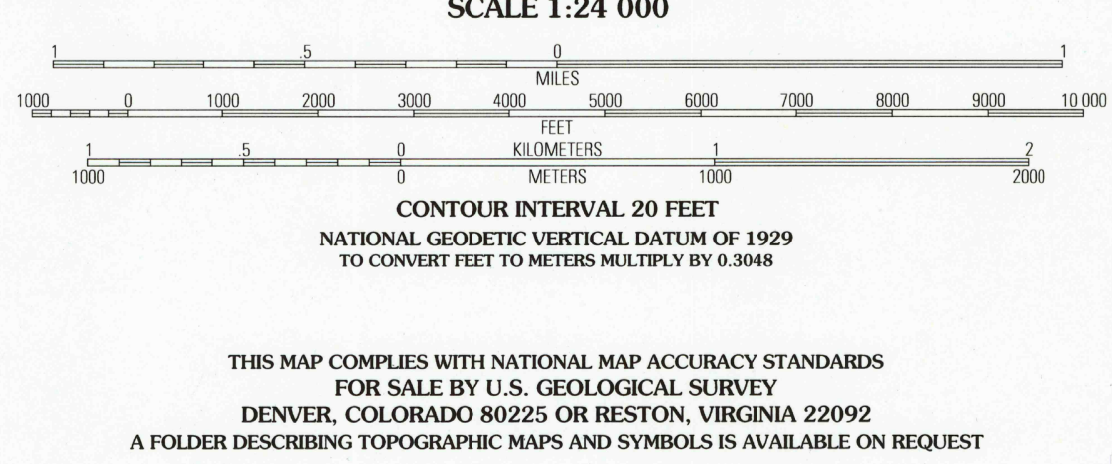 SCALE 1:24 000
1 .5 0 1
MILES
1000 0 1000 2000 3000 4000 5000 6000 7000 8000 9000 10 000
FEET
1 .5 0 KILOMETERS 1 2
1000 0 METERS 1000 2000
CONTOUR INTERVAL 20 FEET
NATIONAL GEODETIC VERTICAL DATUM OF 1929
TO CONVERT FEET TO METERS MULTIPLY BY 0.3048
THIS MAP COMPLIES WITH NATIONAL MAP ACCURACY STANDARDS
FOR SALE BY U.S. GEOLOGICAL SURVEY
DENVER, COLORADO 80225 OR RESTON, VIRGINIA 22092
A FOLDER DESCRIBING TOPOGRAPHIC MAPS AND SYMBOLS IS AVAILABLE ON REQUEST